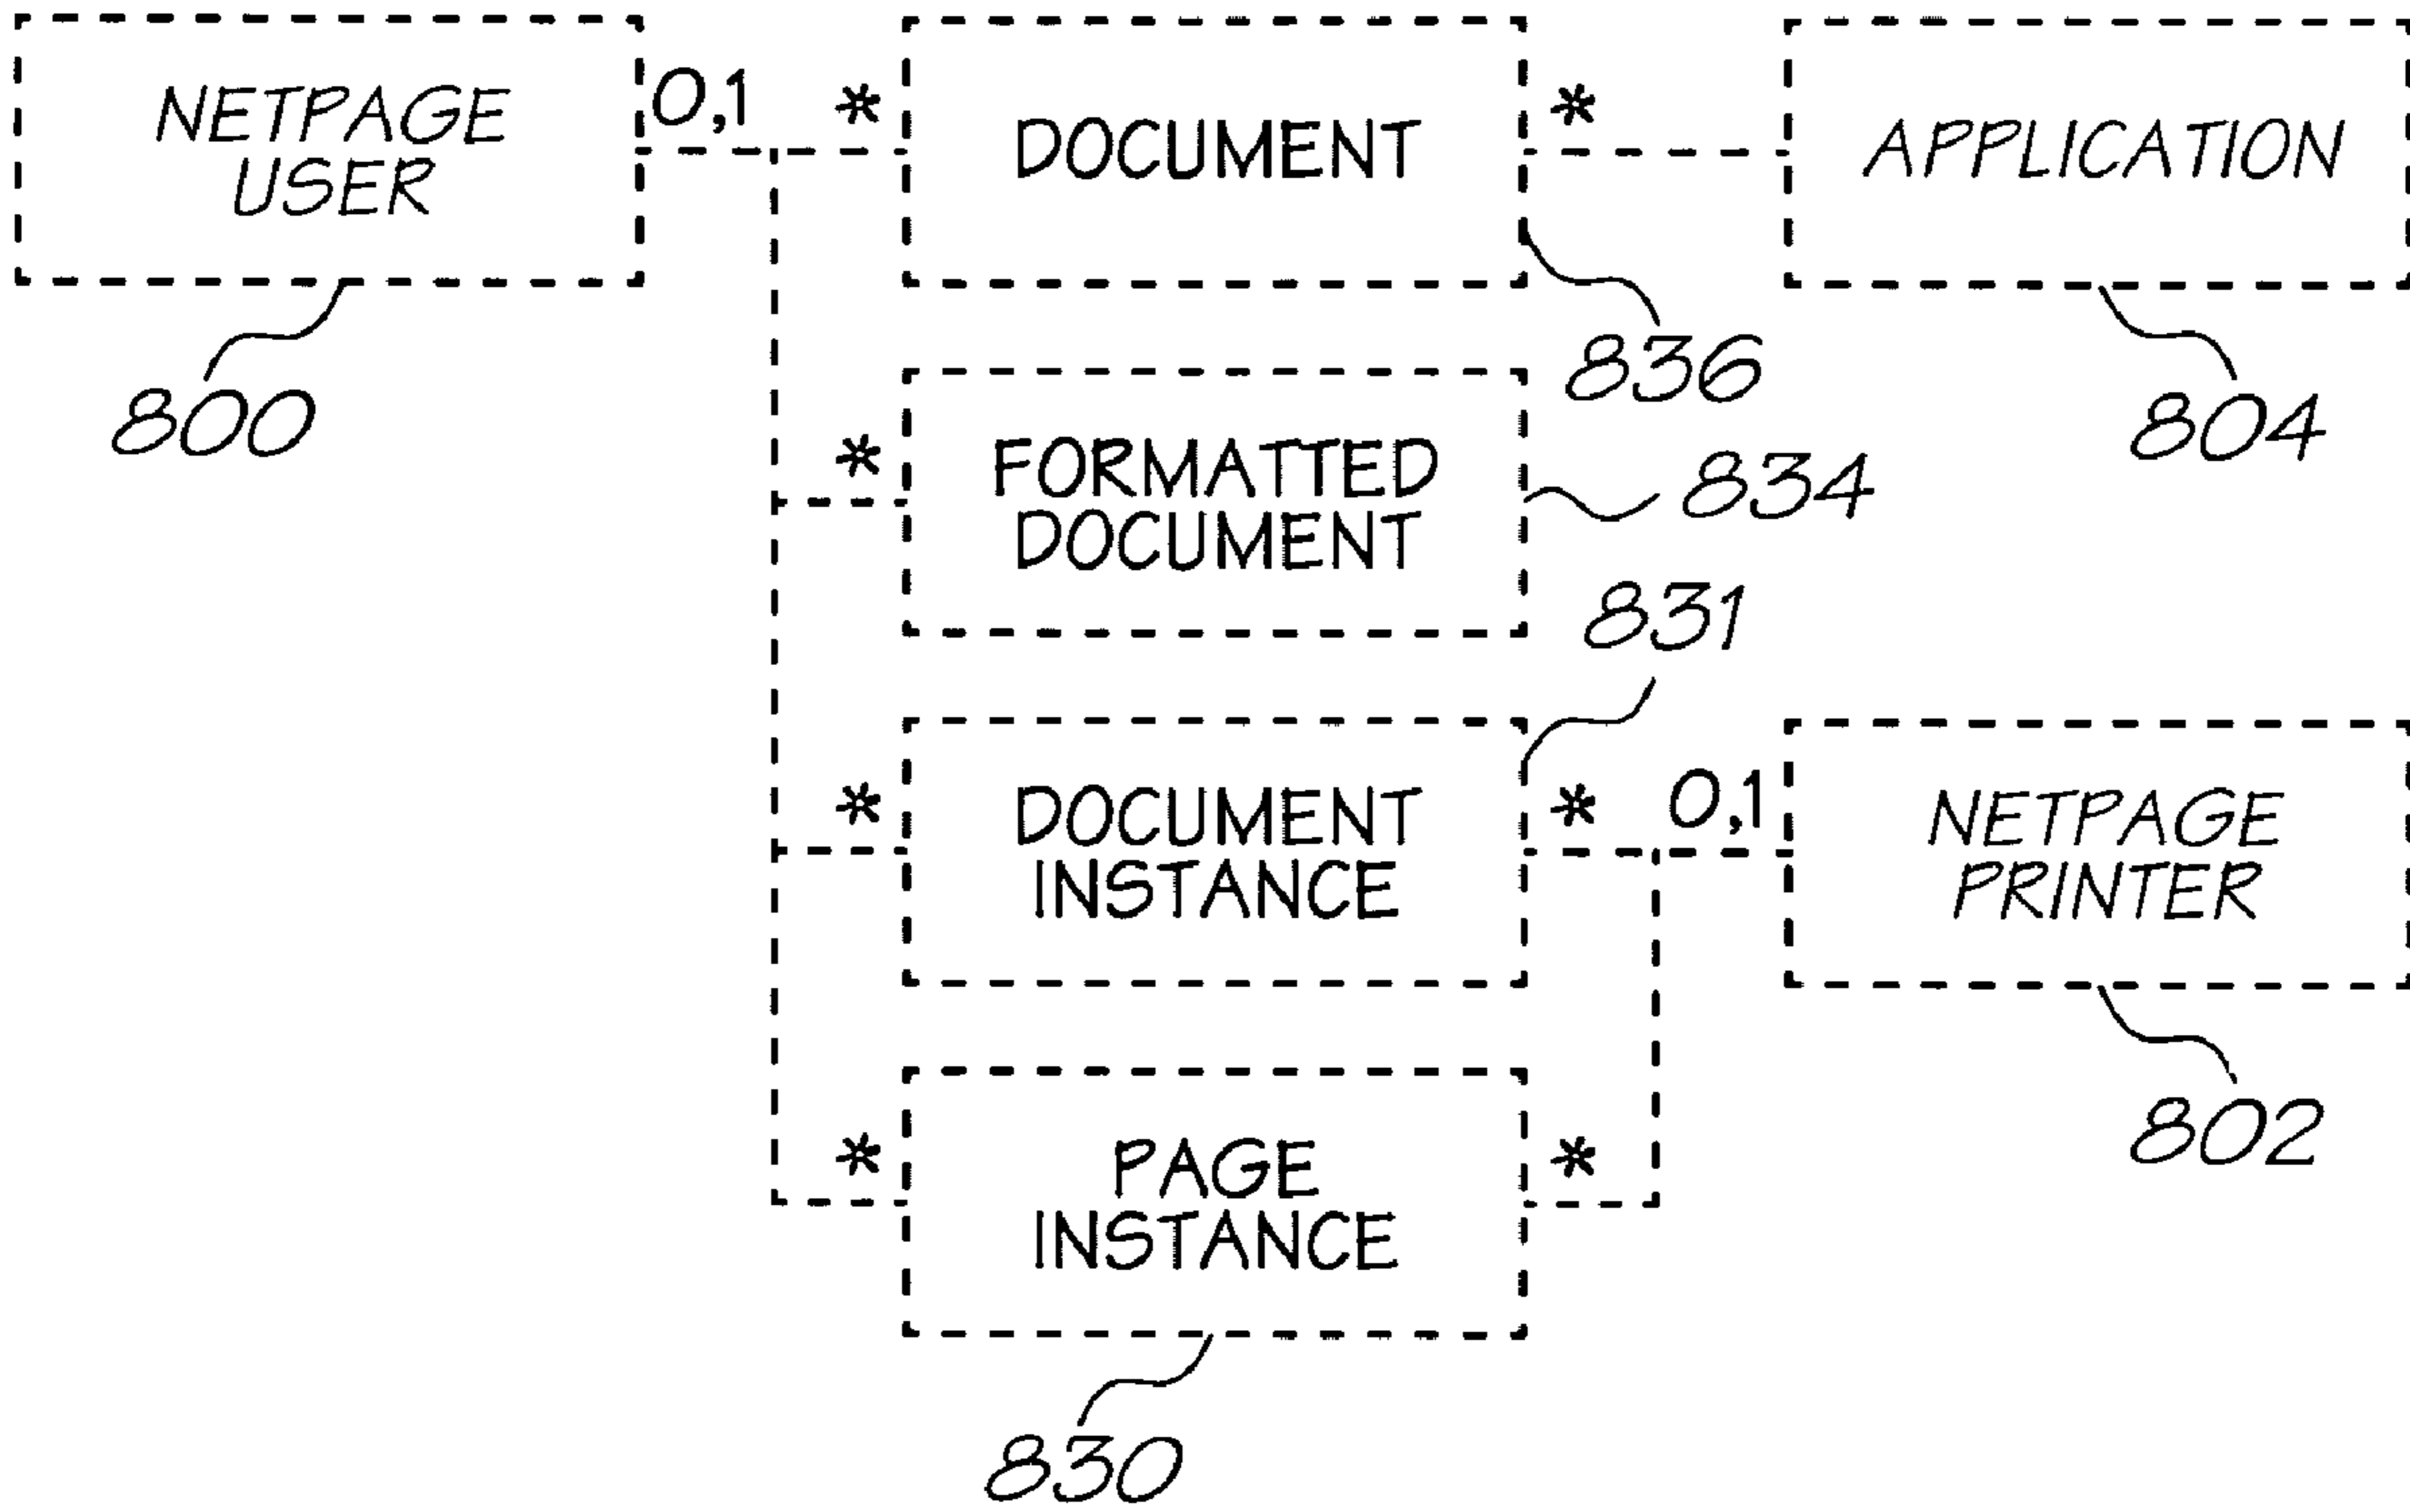 NETPAGE
USER
0,1
*
DOCUMENT
*
APPLICATION
800
836
804
*
FORMATTED
DOCUMENT
834
831
*
DOCUMENT
INSTANCE
*
0,1
NETPAGE
PRINTER
802
*
PAGE
INSTANCE
*
830